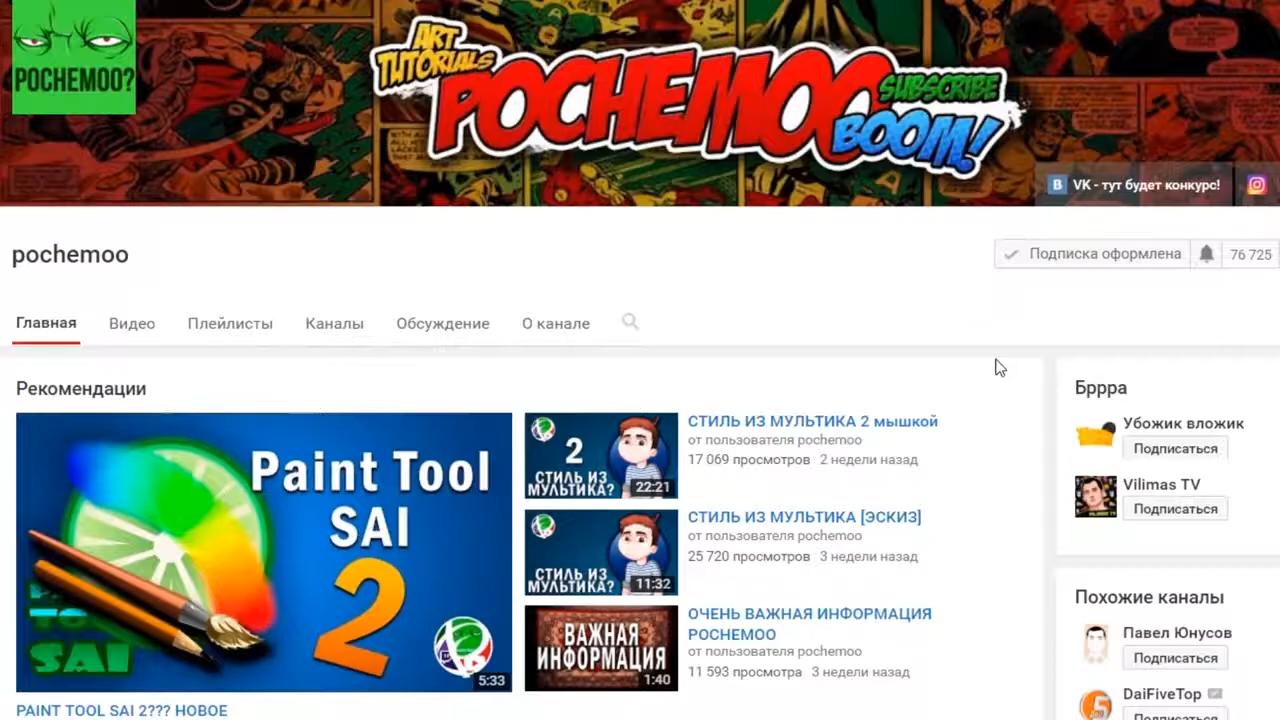 POCHEMOO?
ART
TUTORIALS
POCHEMOO
SUBSCRIBE
BOOM!
B VK - тут будет конкурс!
pochemoo
Подписка оформлена
76 725
Главная
Видео
Плейлисты
Каналы
Обсуждение
О канале
Рекомендации
Paint Tool
SAI
2
SAI
5:33
PAINT TOOL SAI 2??? НОВОЕ
2
СТИЛЬ ИЗ
МУЛЬТИКА?
22:21
СТИЛЬ ИЗ МУЛЬТИКА 2 мышкой
от пользователя pochemoo
17 069 просмотров 2 недели назад
СТИЛЬ ИЗ
МУЛЬТИКА?
11:32
СТИЛЬ ИЗ МУЛЬТИКА [ЭСКИЗ]
от пользователя pochemoo
25 720 просмотров 3 недели назад
ВАЖНАЯ
ИНФОРМАЦИЯ
1:40
ОЧЕНЬ ВАЖНАЯ ИНФОРМАЦИЯ
POCHEMOO
от пользователя pochemoo
11 593 просмотра 3 недели назад
Бррра
Убожик вложик
Подписаться
Vilimas TV
Подписаться
Похожие каналы
Павел Юнусов
Подписаться
DaiFiveTop
Подписаться